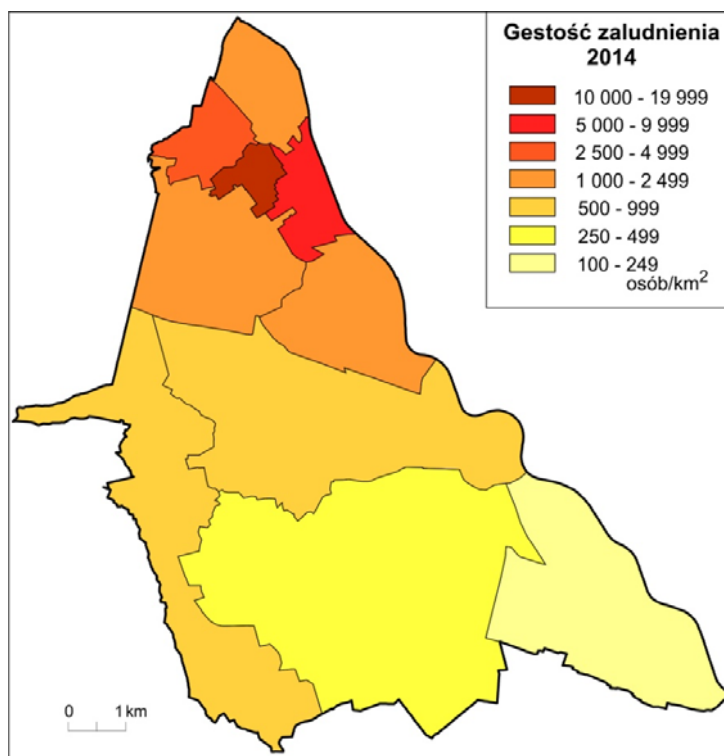 Gestość zaludnienia
2014
10 000 - 19 999
5 000 - 9 999
2 500 - 4 999
1 000 - 2 499
500 - 999
250 - 499
100 - 249
osób/km²
0 1 km